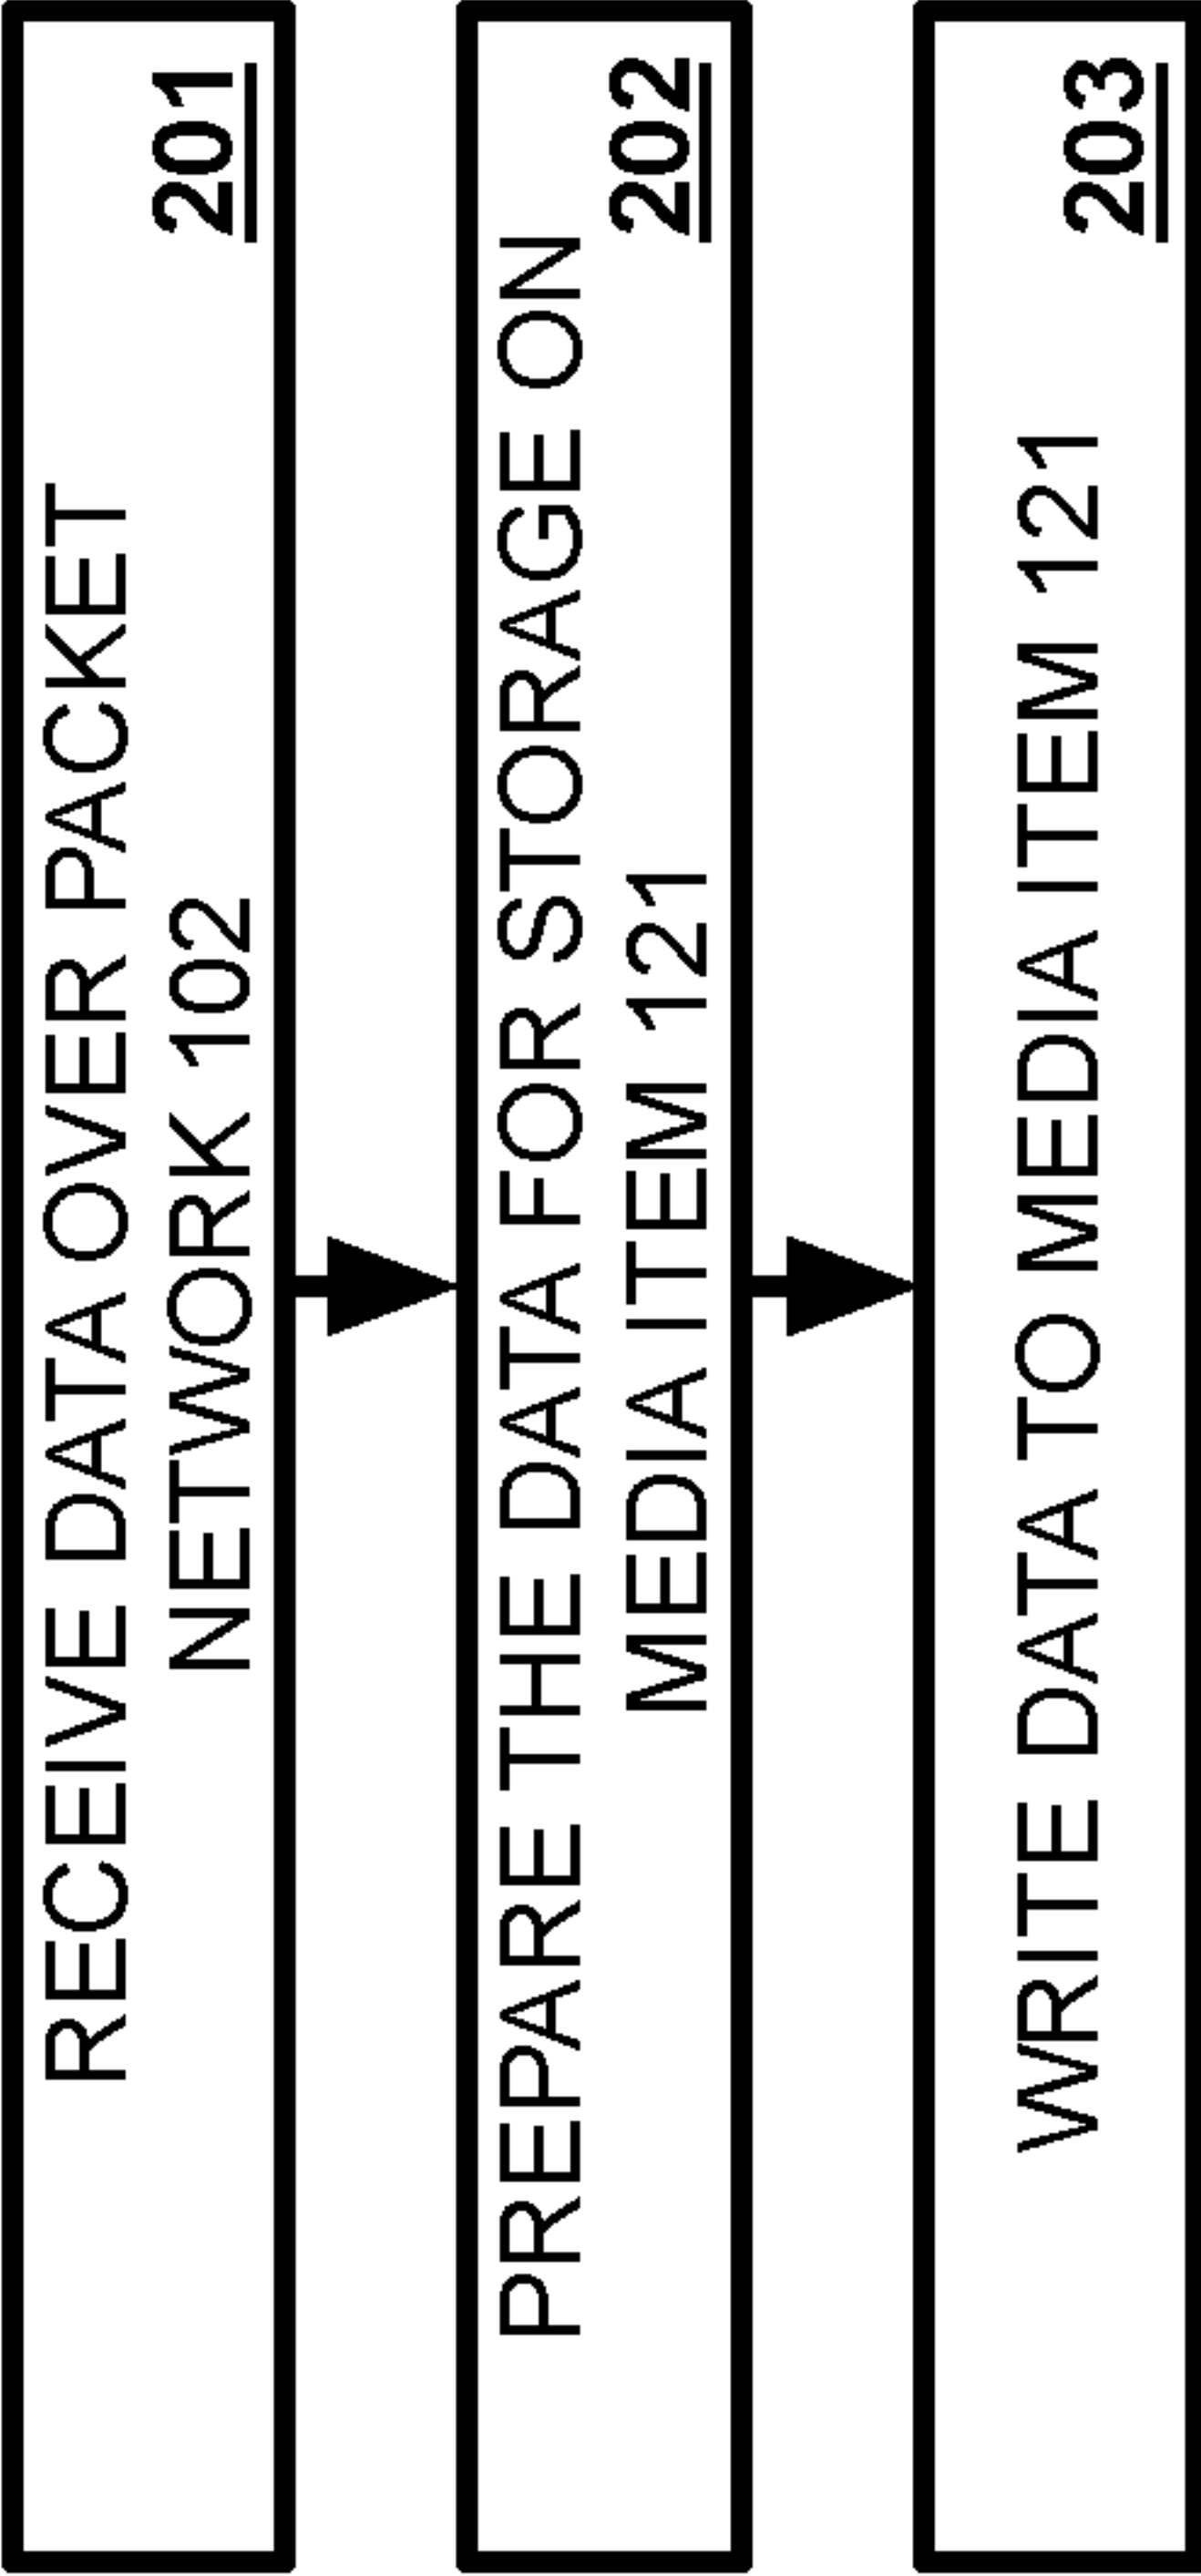 RECEIVE DATA OVER PACKET
NETWORK 102
201
PREPARE THE DATA FOR STORAGE ON
MEDIA ITEM 121
202
WRITE DATA TO MEDIA ITEM 121
203